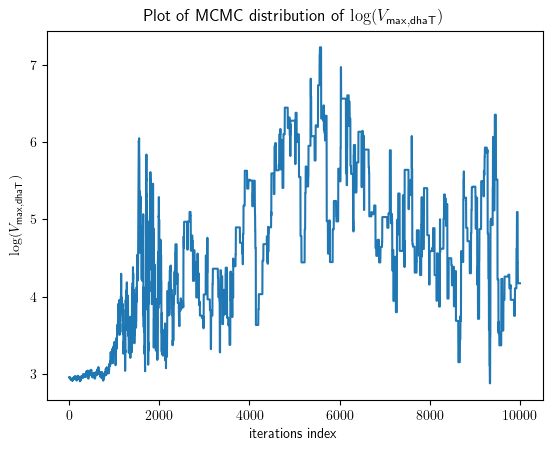 Plot of MCMC distribution of log(V_max,dhaT)
log(V_max,dhaT)
7
6
5
4
3
0 2000 4000 6000 8000 10000
iterations index